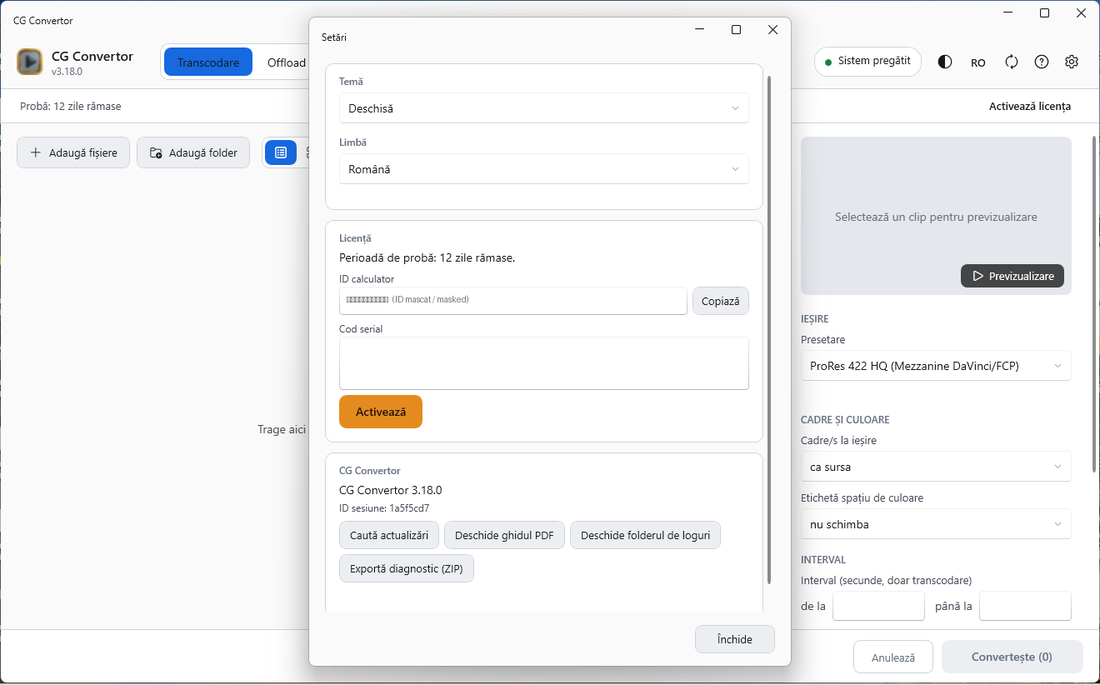 CG Convertor
CG Convertor
v3.18.0
Transcodare
Offload
Sistem pregătit
RO
Probă: 12 zile rămase
Activează licența
Adaugă fișiere
Adaugă folder
Trage aici
Setări
Temă
Deschisă
Limbă
Română
Licență
Perioadă de probă: 12 zile rămase.
ID calculator
(ID mascat / masked)
Copiază
Cod serial
Activează
CG Convertor
CG Convertor 3.18.0
ID sesiune: 1a5f5cd7
Caută actualizări
Deschide ghidul PDF
Deschide folderul de loguri
Exportă diagnostic (ZIP)
Închide
Selectează un clip pentru previzualizare
Previzualizare
IEȘIRE
Presetare
ProRes 422 HQ (Mezzanine DaVinci/FCP)
CADRE ȘI CULOARE
Cadre/s la ieșire
ca sursa
Etichetă spațiu de culoare
nu schimba
INTERVAL
Interval (secunde, doar transcodare)
de la
până la
Anulează
Convertește (0)